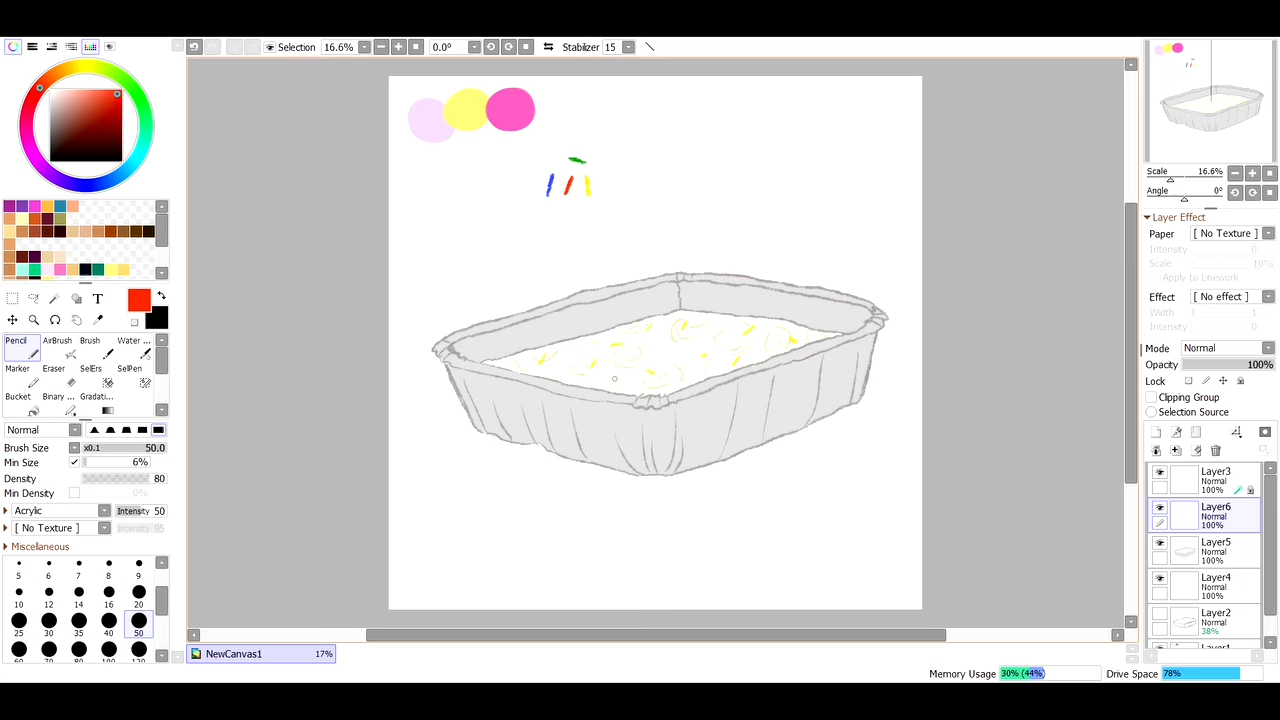 Selection 16.6% 0.0° Stabilizer 15
T
Pencil AirBrush Brush Water ...
Marker Eraser SelErs SelPen
Bucket Binary ... Gradati...
Normal
Brush Size x0.1 50.0
Min Size 6%
Density 80
Min Density 0%
Acrylic Intensity 50
[ No Texture ] Intensity 95
Miscellaneous
5 6 7 8 9
10 12 14 16 20
25 30 35 40 50
60 70 80 100 120
NewCanvas1 17%
Scale 16.6%
Angle 0°
Layer Effect
Paper [ No Texture ]
Intensity 0
Scale 10%
Apply to Linework
Effect [ No effect ]
Width 1
Intensity 0
Mode Normal
Opacity 100%
Lock
Clipping Group
Selection Source
Layer3
Normal
100%
Layer6
Normal
100%
Layer5
Normal
100%
Layer4
Normal
100%
Layer2
Normal
38%
Layer1
Memory Usage 30% (44%) Drive Space 78%